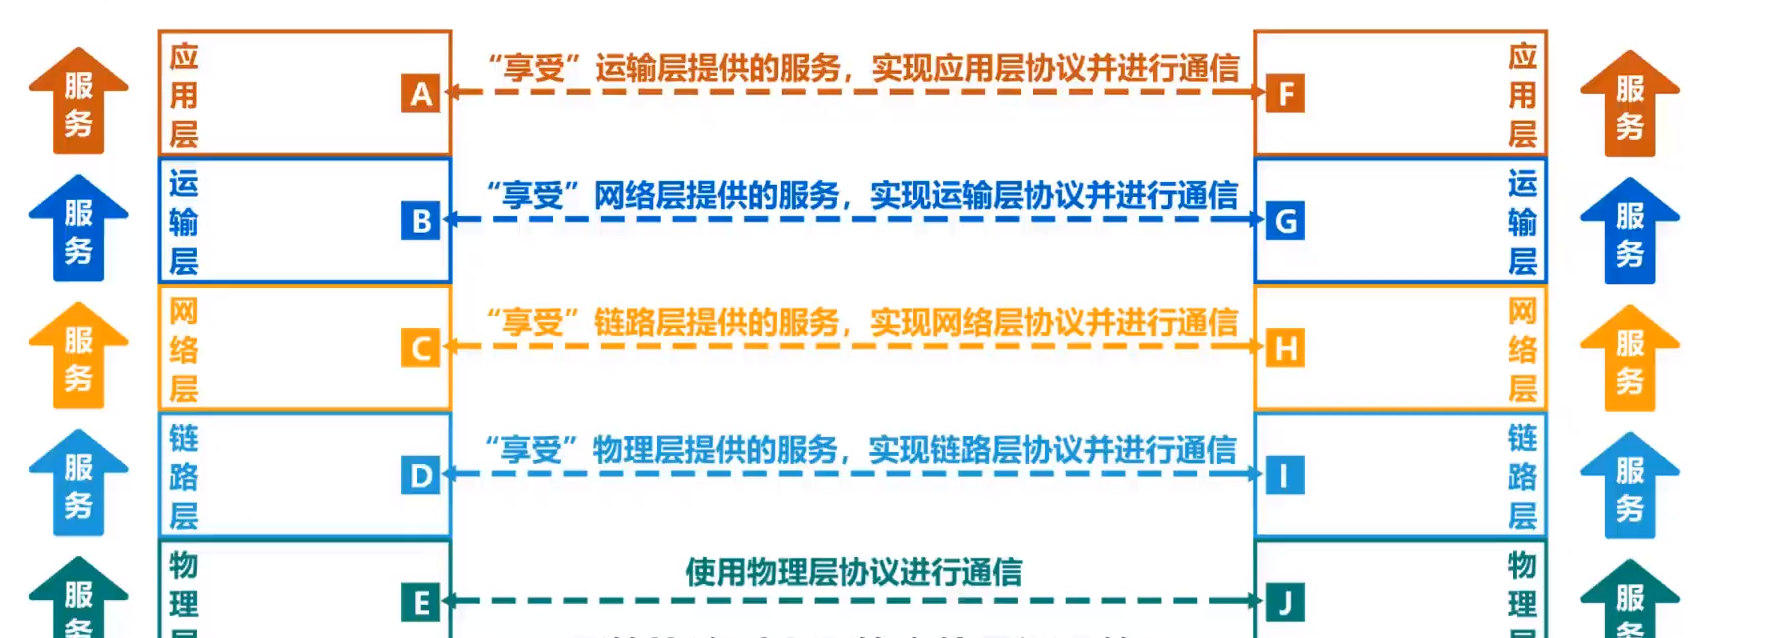 服务
应用层
A
“享受”运输层提供的服务，实现应用层协议并进行通信
F
应用层
服务
服务
运输层
B
“享受”网络层提供的服务，实现运输层协议并进行通信
G
运输层
服务
服务
网络层
C
“享受”链路层提供的服务，实现网络层协议并进行通信
H
网络层
服务
服务
链路层
D
“享受”物理层提供的服务，实现链路层协议并进行通信
I
链路层
服务
服务
物理层
E
使用物理层协议进行通信
J
物理层
服务